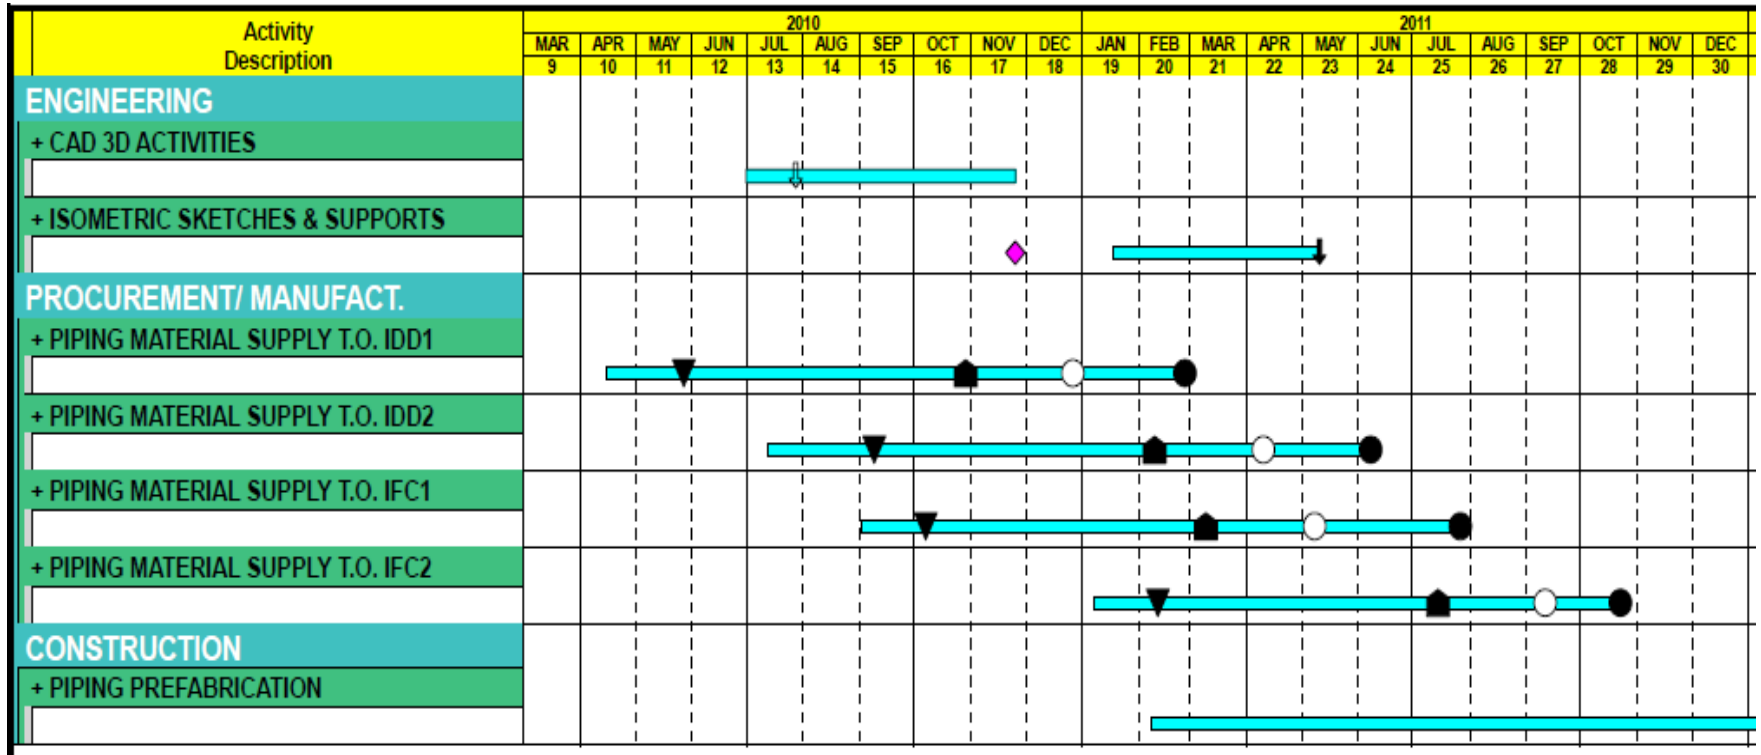 Activity
Description
2010 2011
MAR APR MAY JUN JUL AUG SEP OCT NOV DEC JAN FEB MAR APR MAY JUN JUL AUG SEP OCT NOV DEC
9 10 11 12 13 14 15 16 17 18 19 20 21 22 23 24 25 26 27 28 29 30
ENGINEERING
+ CAD 3D ACTIVITIES
+ ISOMETRIC SKETCHES & SUPPORTS
PROCUREMENT/ MANUFACT.
+ PIPING MATERIAL SUPPLY T.O. IDD1
+ PIPING MATERIAL SUPPLY T.O. IDD2
+ PIPING MATERIAL SUPPLY T.O. IFC1
+ PIPING MATERIAL SUPPLY T.O. IFC2
CONSTRUCTION
+ PIPING PREFABRICATION